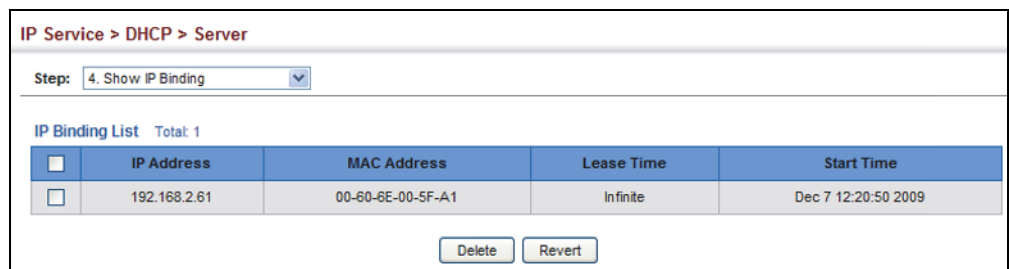 IP Service > DHCP > Server
Step: 4. Show IP Binding
IP Binding List Total: 1
IP Address MAC Address Lease Time Start Time
192.168.2.61 00-60-6E-00-5F-A1 Infinite Dec 7 12:20:50 2009
Delete Revert